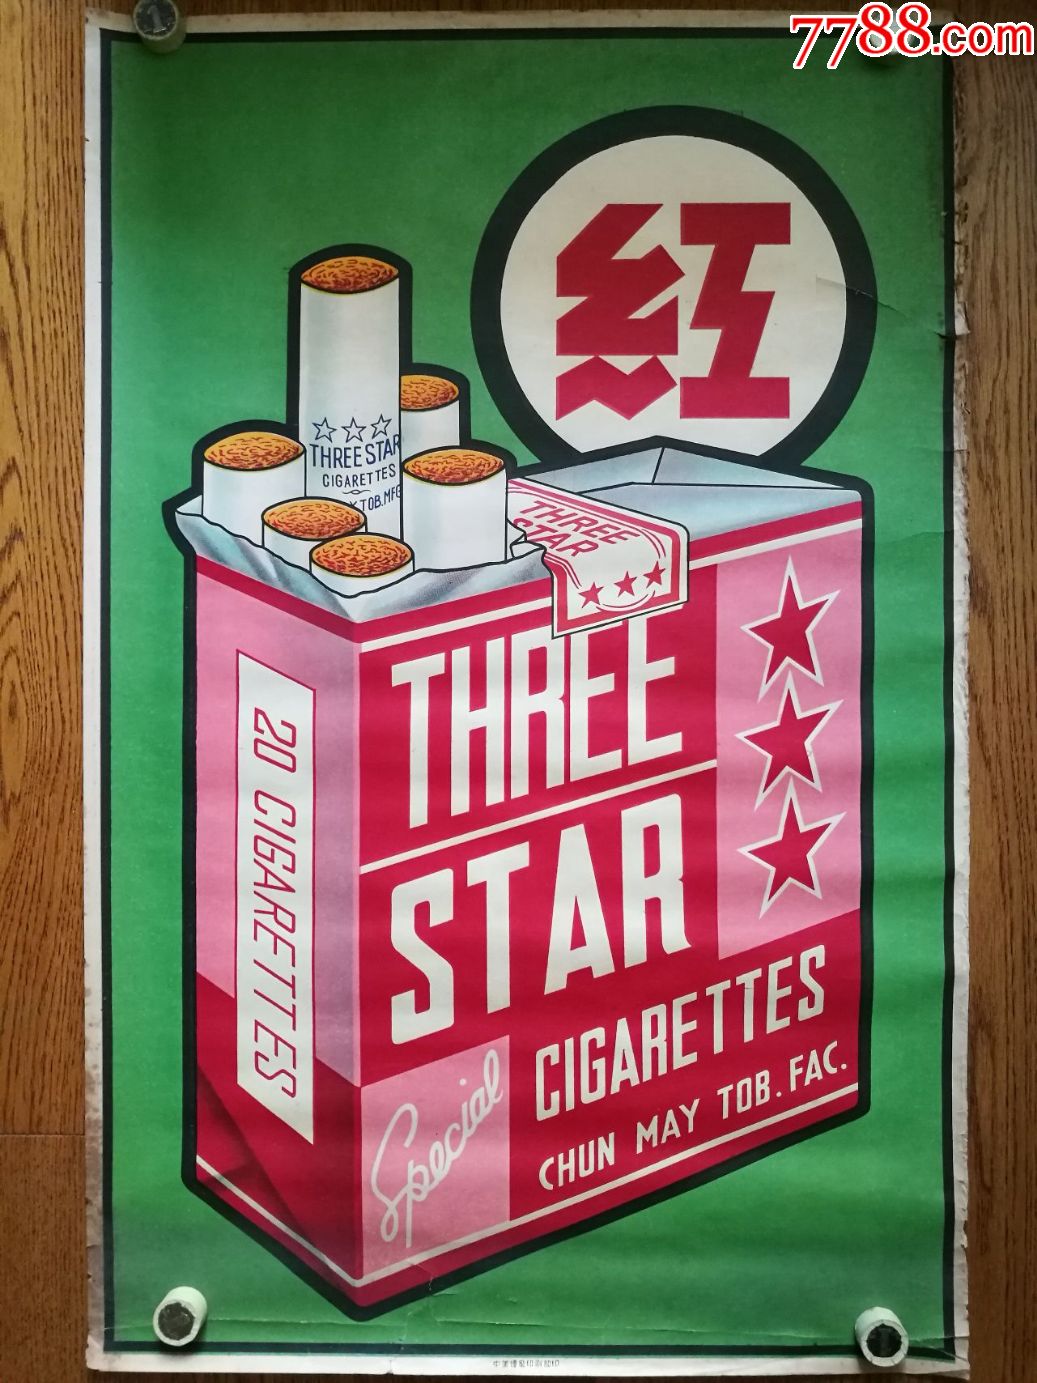 7788.com
紅
THREE STAR
CIGARETTES
TOB.MFG
THREE
STAR
THREE
STAR
CIGARETTES
CHUN MAY TOB. FAC.
Special
20 CIGARETTES